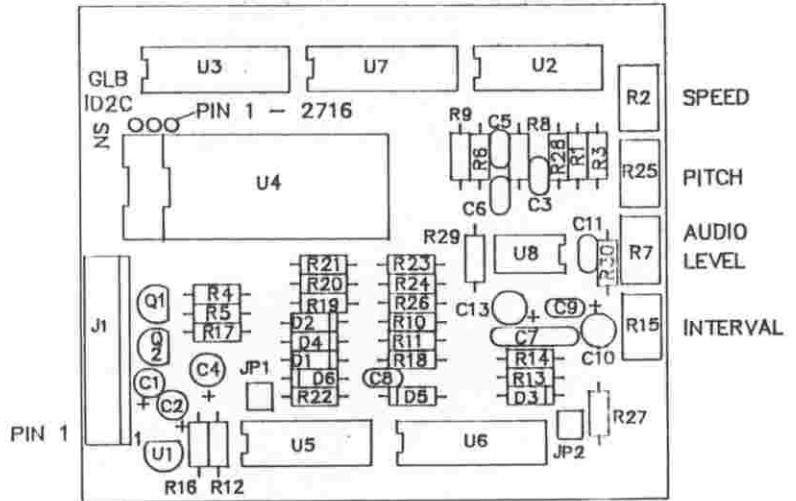 U3
U7
U2
GLB
ID2C
PIN 1 - 2716
NS
U4
R9
R6
C5
R8
R28
R1
R3
C6
C3
R2
SPEED
R25
PITCH
R29
U8
C11
R30
R7
AUDIO
LEVEL
J1
Q1
R4
R5
R17
Q
2
C1
C2
C4
R21
R20
R19
D2
D4
D1
D6
R22
JP1
R23
R24
R26
R10
R11
R18
C8
D5
C13
+
C9
+
C7
C10
R15
INTERVAL
R14
R13
D3
R27
JP2
PIN 1
1
+
+
+
U1
R16
R12
U5
U6